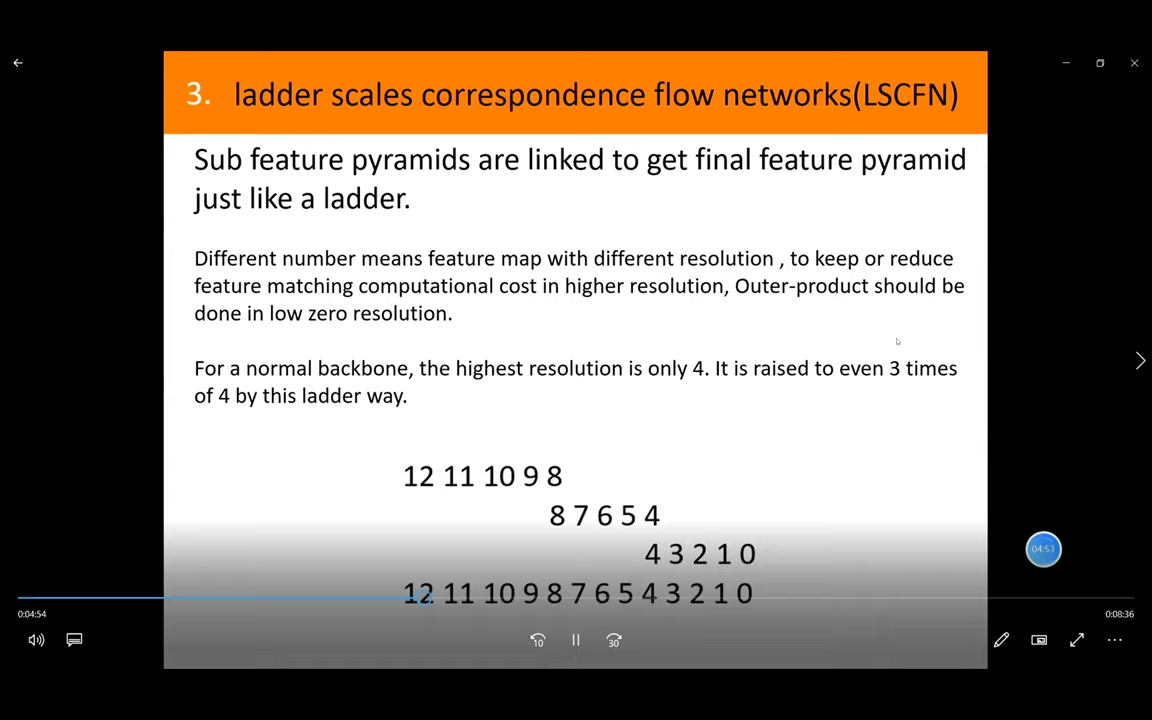 3. ladder scales correspondence flow networks(LSCFN)
Sub feature pyramids are linked to get final feature pyramid
just like a ladder.
Different number means feature map with different resolution , to keep or reduce
feature matching computational cost in higher resolution, Outer-product should be
done in low zero resolution.
For a normal backbone, the highest resolution is only 4. It is raised to even 3 times
of 4 by this ladder way.
12 11 10 9 8
8 7 6 5 4
4 3 2 1 0
04:53
12 11 10 9 8 7 6 5 4 3 2 1 0
0:04:54
0:08:36
10
30